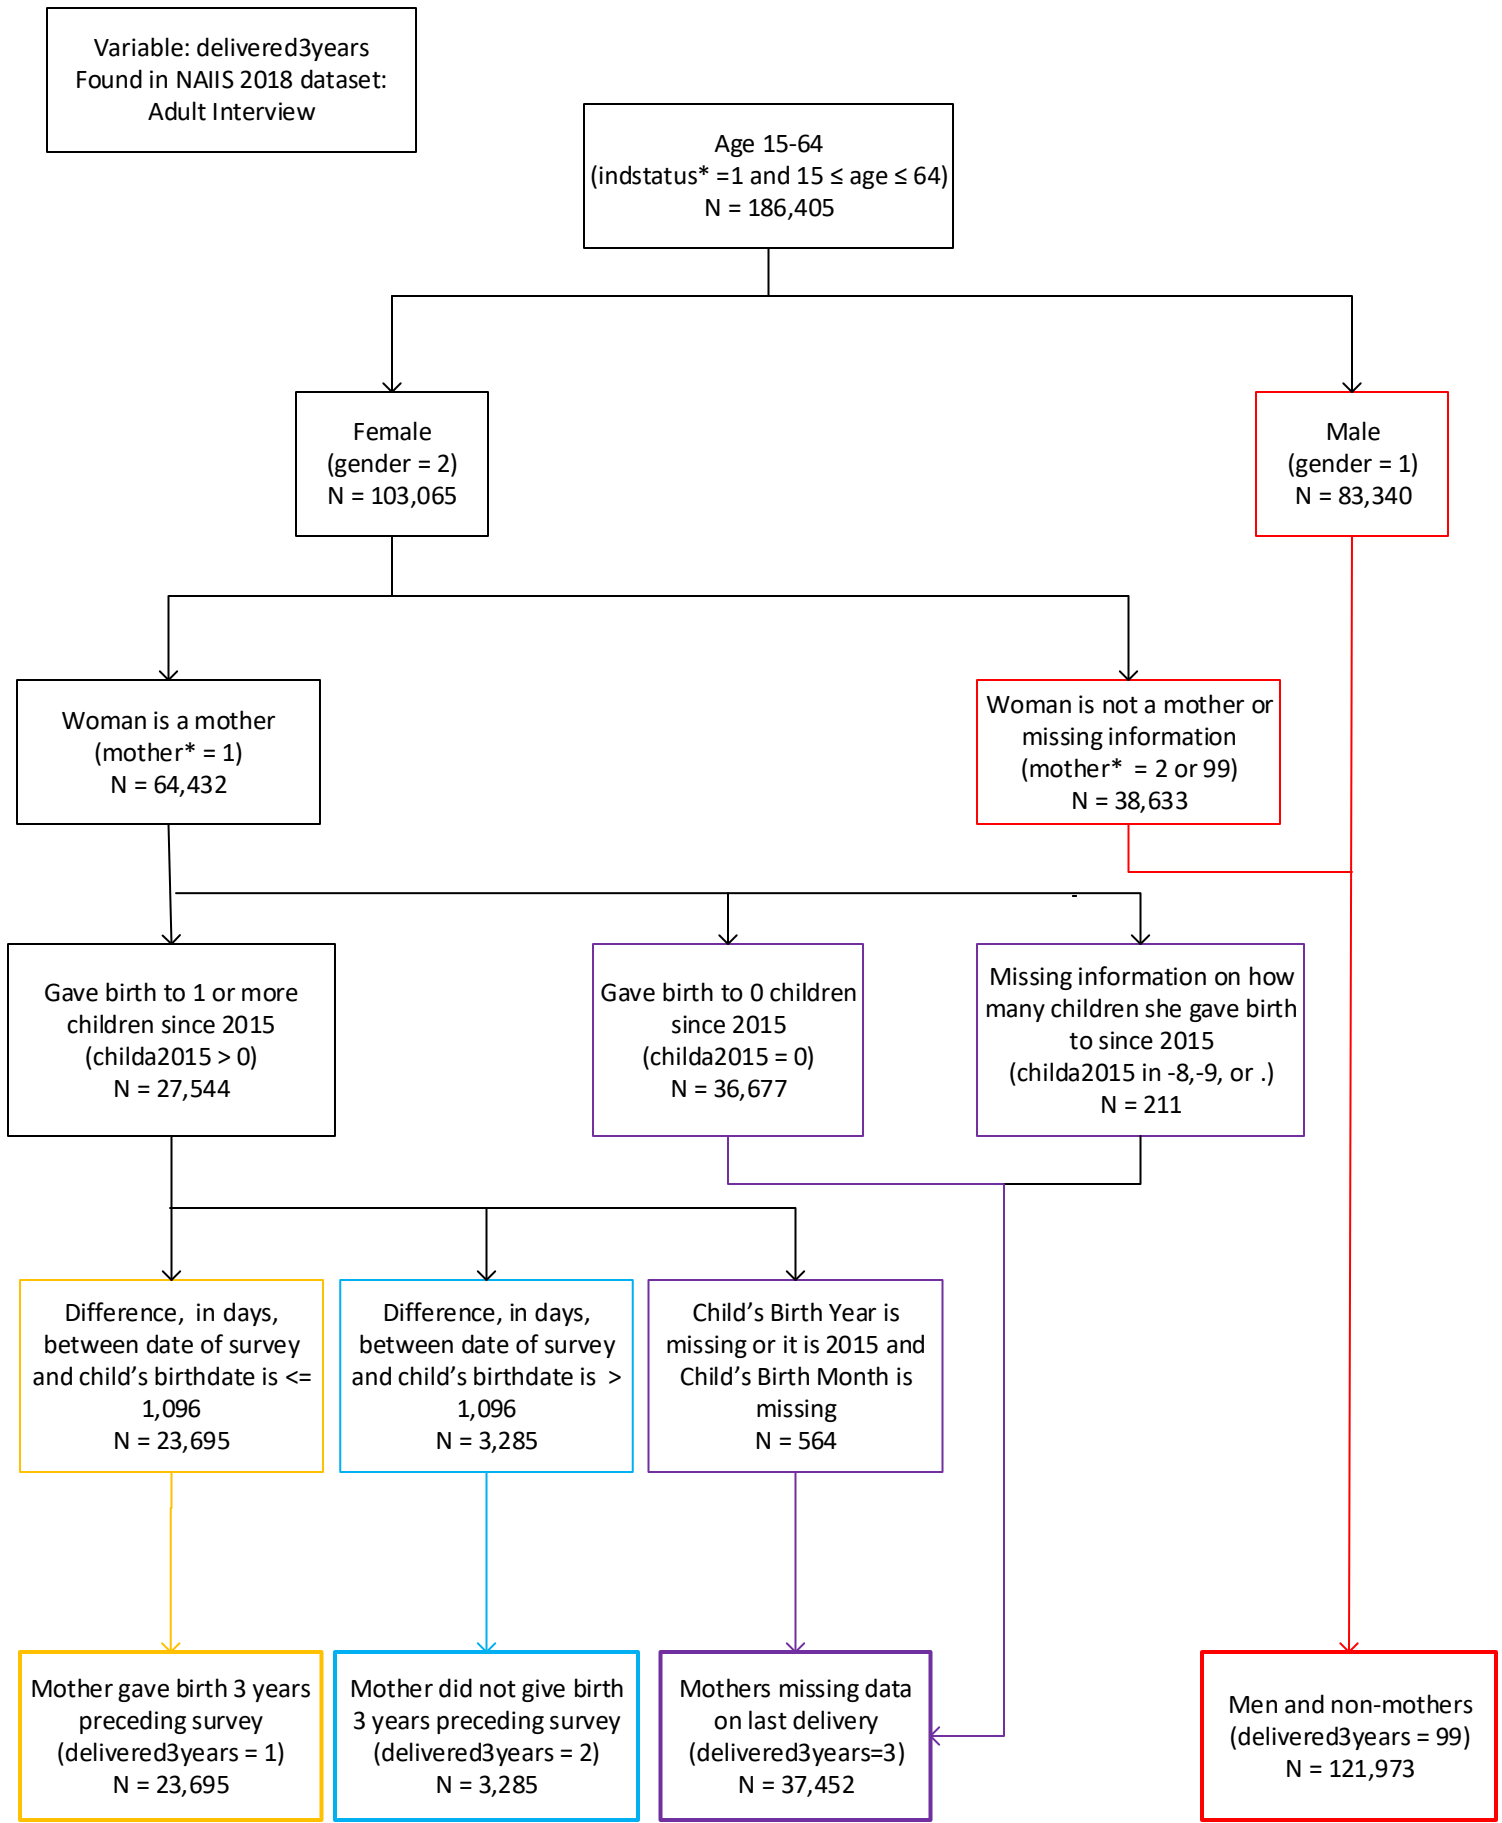 Variable: delivered3years
Found in NAIIS 2018 dataset:
Adult Interview
Age 15-64
(indstatus* =1 and 15 ≤ age ≤ 64)
N = 186,405
Female
(gender = 2)
N = 103,065
Male
(gender = 1)
N = 83,340
Woman is a mother
(mother* = 1)
N = 64,432
Woman is not a mother or
missing information
(mother* = 2 or 99)
N = 38,633
Gave birth to 1 or more
children since 2015
(childa2015 > 0)
N = 27,544
Gave birth to 0 children
since 2015
(childa2015 = 0)
N = 36,677
Missing information on how
many children she gave birth
to since 2015
(childa2015 in -8,-9, or .)
N = 211
Difference, in days,
between date of survey
and child’s birthdate is <=
1,096
N = 23,695
Difference, in days,
between date of survey
and child’s birthdate is >
1,096
N = 3,285
Child’s Birth Year is
missing or it is 2015 and
Child’s Birth Month is
missing
N = 564
Mother gave birth 3 years
preceding survey
(delivered3years = 1)
N = 23,695
Mother did not give birth
3 years preceding survey
(delivered3years = 2)
N = 3,285
Mothers missing data
on last delivery
(delivered3years=3)
N = 37,452
Men and non-mothers
(delivered3years = 99)
N = 121,973